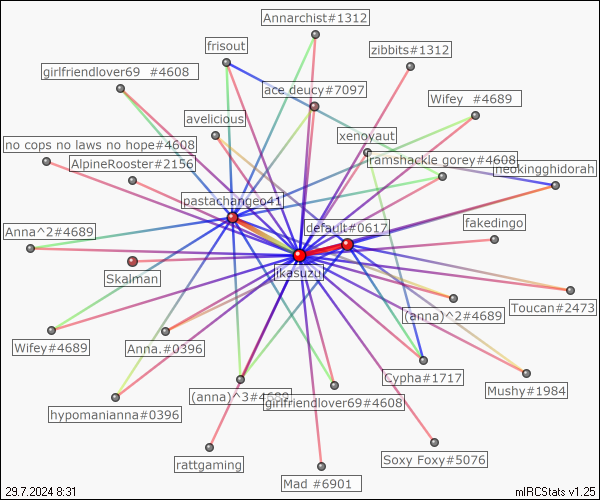 Annarchist#1312
frisout
zibbits#1312
girlfriendlover69 #4608
ace deucy#7097
Wifey #4689
avelicious
xenovaut
no cops no laws no hope#4608
ramshackle gorey#4608
AlpineRooster#2156
neokingghidorah
pastachangeo41
default#0617
fakedingo
Anna^2#4689
jkasuzu
Skalman
Toucan#2473
(anna)^2#4689
Wifey#4689
Anna.#0396
Cypha#1717
Mushy#1984
(anna)^3#4689
girlfriendlover69#4608
hypomanianna#0396
rattgaming
Soxy Foxy#5076
Mad #6901
29.7.2024 8:31
mIRCStats v1.25